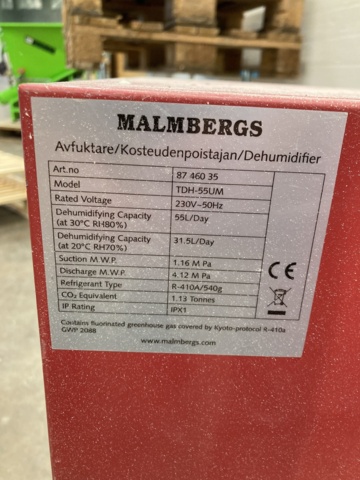 MALMBERGS
Avfuktare/Kosteudenpoistajan/Dehumidifier
Art.no 87 460 35
Model TDH-55UM
Rated Voltage 230V~50Hz
Dehumidifying Capacity
(at 30°C RH80%) 55L/Day
Dehumidifying Capacity
(at 20°C RH70%) 31.5L/Day
Suction M.W.P. 1.16 M Pa
Discharge M.W.P. 4.12 M Pa
Refrigerant Type R-410A/540g
CO₂ Equivalent 1.13 Tonnes
IP Rating IPX1
CE
Contains fluorinated greenhouse gas covered by Kyoto-protocol R-410a
GWP 2088
www.malmbergs.com